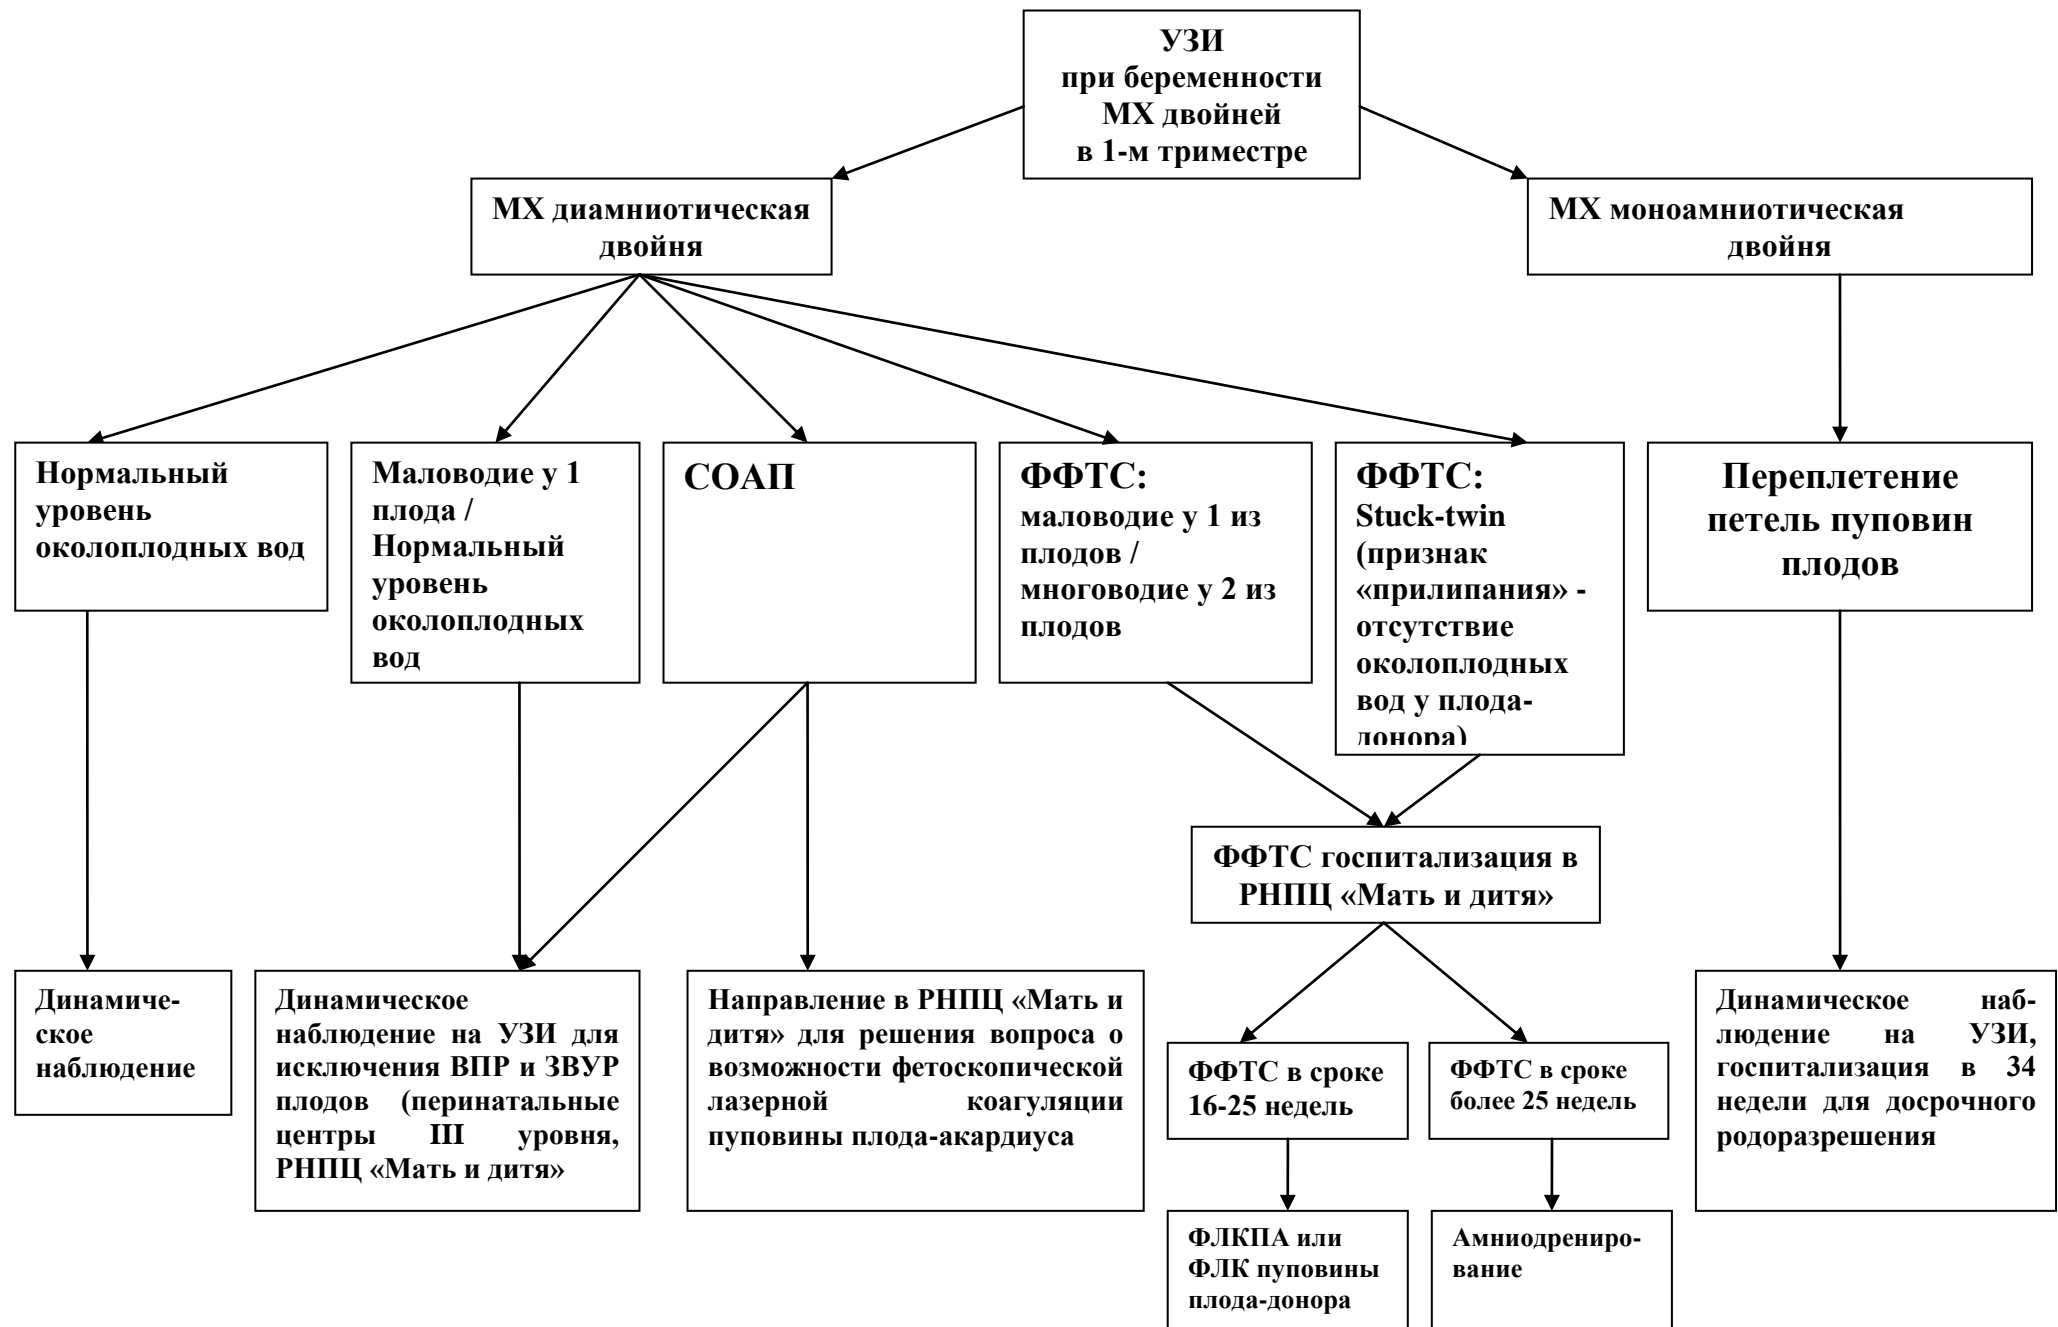 УЗИ
при беременности
МХ двойней
в 1-м триместре
МХ диамниотическая
двойня
МХ моноамниотическая
двойня
Нормальный
уровень
околоплодных вод
Маловодие у 1
плода /
Нормальный
уровень
околоплодных
вод
СОАП
ФФТС:
маловодие у 1 из
плодов /
многоводие у 2 из
плодов
ФФТС:
Stuck-twin
(признак
«прилипания» -
отсутствие
околоплодных
вод у плода-
донора)
Переплетение
петель пуповин
плодов
ФФТС госпитализация в
РНПЦ «Мать и дитя»
Динамиче-
ское
наблюдение
Динамическое
наблюдение на УЗИ для
исключения ВПР и ЗВУР
плодов (перинатальные
центры III уровня,
РНПЦ «Мать и дитя»
Направление в РНПЦ «Мать и
дитя» для решения вопроса о
возможности фетоскопической
лазерной коагуляции
пуповины плода-акардиуса
ФФТС в сроке
16-25 недель
ФФТС в сроке
более 25 недель
Динамическое наб-
людение на УЗИ,
госпитализация в 34
недели для досрочного
родоразрешения
ФЛКПА или
ФЛК пуповины
плода-донора
Амниодрениро-
вание